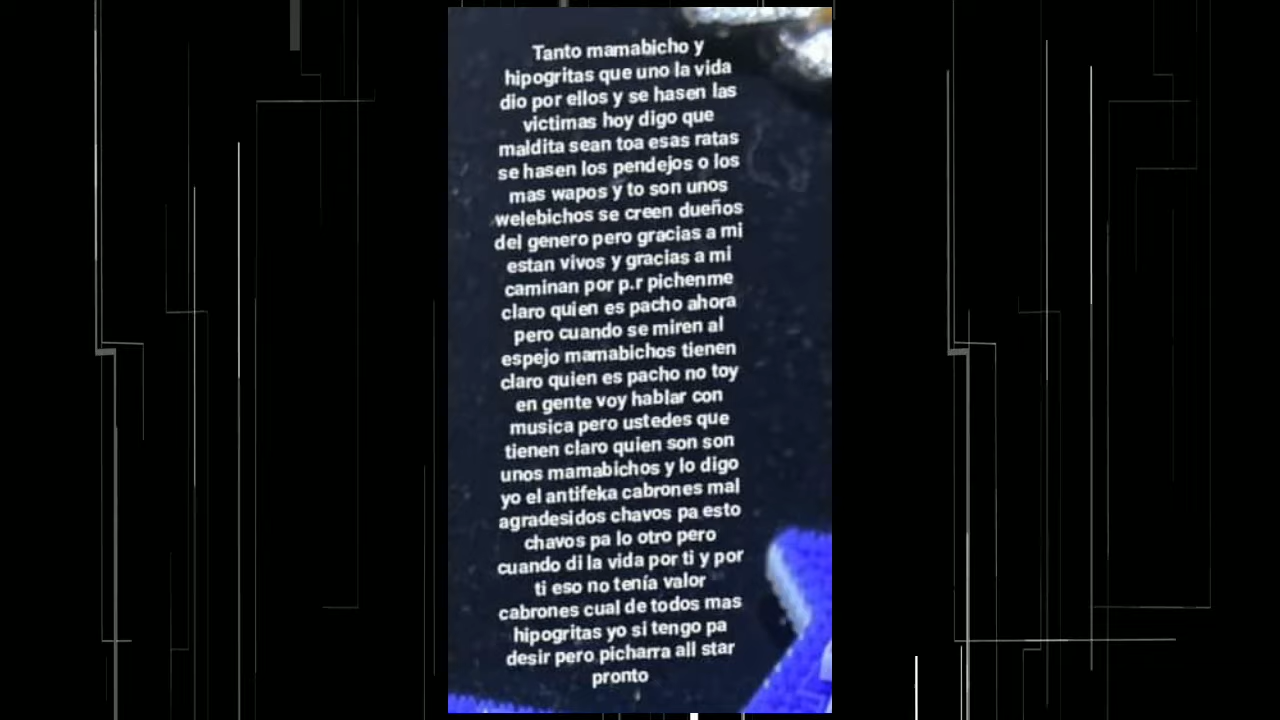 Tanto mamabicho y
hipogritas que uno la vida
dio por ellos y se hasen las
victimas hoy digo que
maldita sean toa esas ratas
se hasen los pendejos o los
mas wapos y to son unos
welebichos se creen dueños
del genero pero gracias a mi
estan vivos y gracias a mi
caminan por p.r pichenme
claro quien es pacho ahora
pero cuando se miren al
espejo mamabichos tienen
claro quien es pacho no toy
en gente voy hablar con
musica pero ustedes que
tienen claro quien son son
unos mamabichos y lo digo
yo el antifeka cabrones mal
agradesidos chavos pa esto
chavos pa lo otro pero
cuando di la vida por ti y por
ti eso no tenía valor
cabrones cual de todos mas
hipogritas yo si tengo pa
desir pero picharra all star
pronto